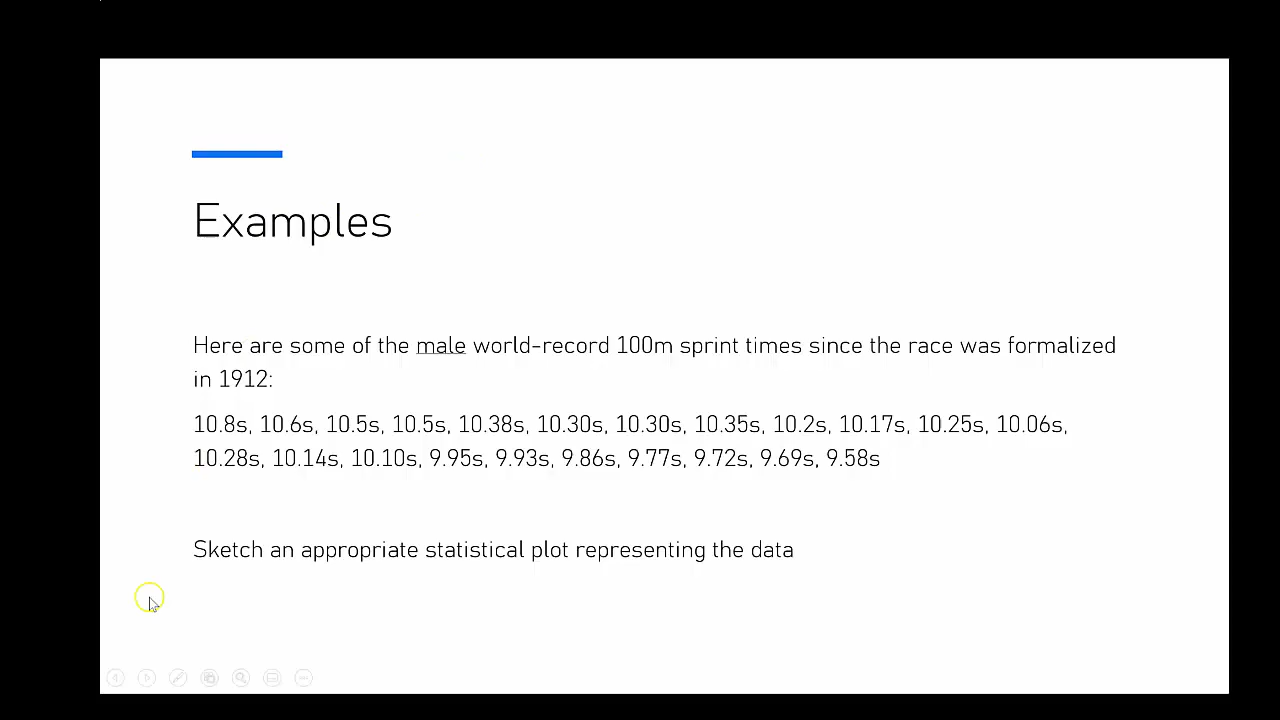 Examples
Here are some of the male world-record 100m sprint times since the race was formalized
in 1912:
10.8s, 10.6s, 10.5s, 10.5s, 10.38s, 10.30s, 10.30s, 10.35s, 10.2s, 10.17s, 10.25s, 10.06s,
10.28s, 10.14s, 10.10s, 9.95s, 9.93s, 9.86s, 9.77s, 9.72s, 9.69s, 9.58s
Sketch an appropriate statistical plot representing the data